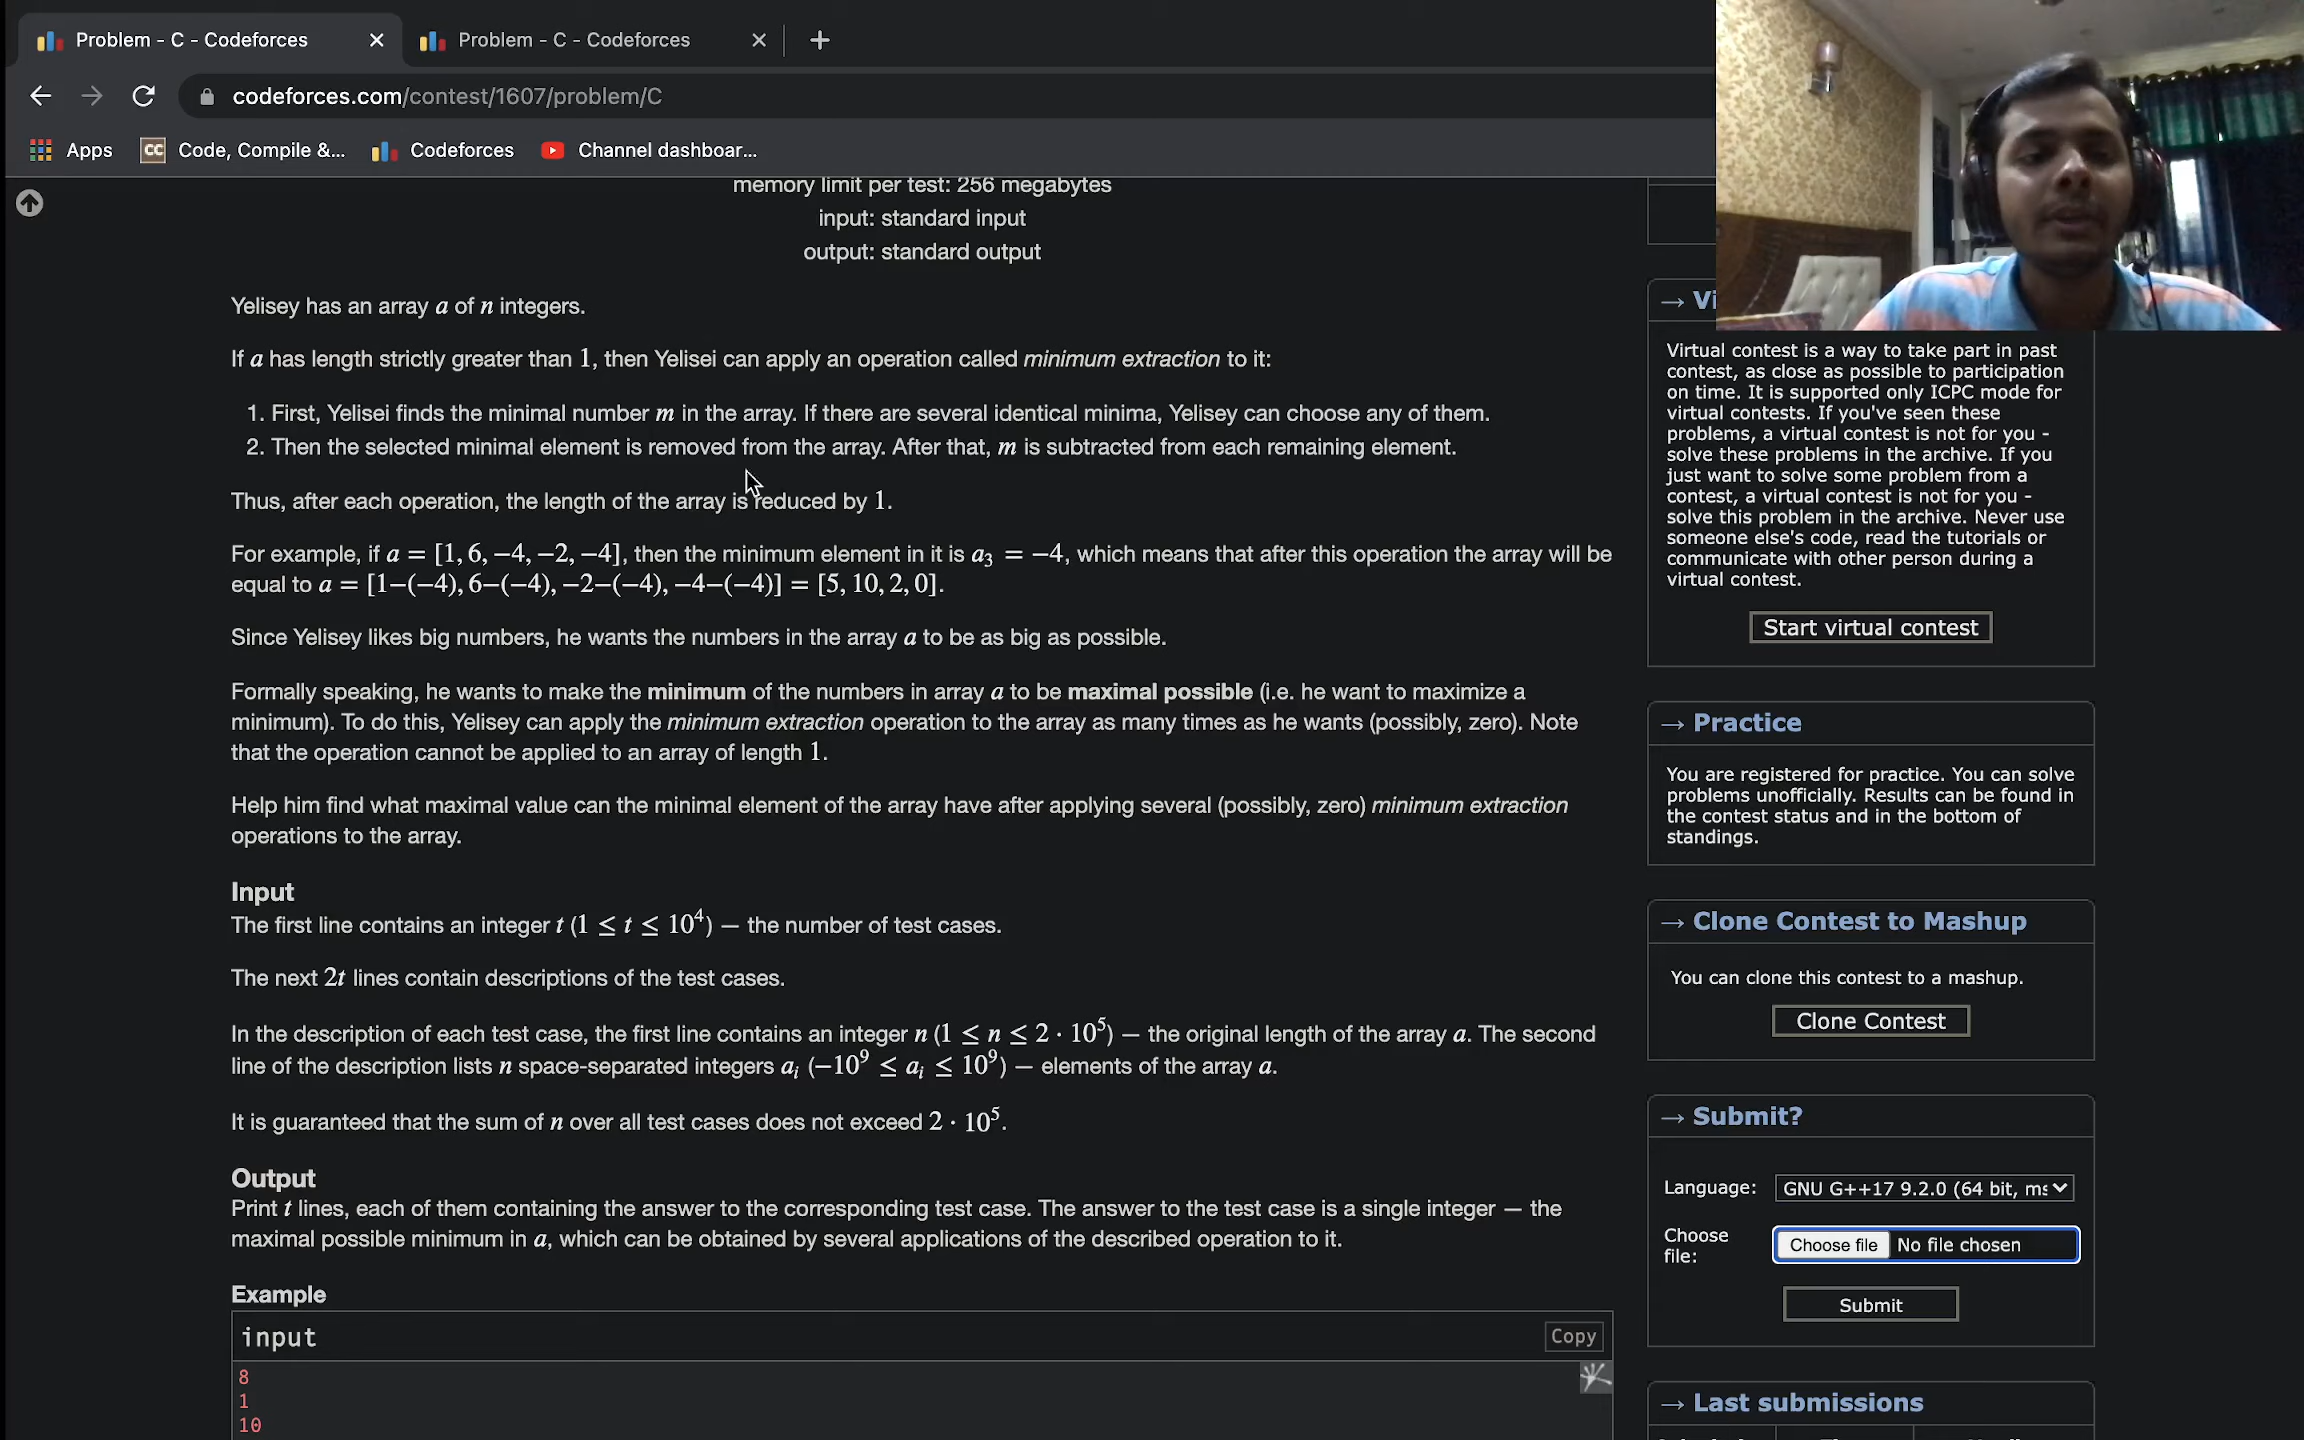 Problem - C - Codeforces
Problem - C - Codeforces
codeforces.com/contest/1607/problem/C
Apps
CC
Code, Compile &...
Codeforces
Channel dashboar...
memory limit per test: 256 megabytes
input: standard input
output: standard output
Yelisey has an array a of n integers.
If a has length strictly greater than 1, then Yelisei can apply an operation called minimum extraction to it:
1. First, Yelisei finds the minimal number m in the array. If there are several identical minima, Yelisey can choose any of them.
2. Then the selected minimal element is removed from the array. After that, m is subtracted from each remaining element.
Thus, after each operation, the length of the array is reduced by 1.
For example, if a = [1, 6, −4, −2, −4], then the minimum element in it is a₃ = −4, which means that after this operation the array will be
equal to a = [1−(−4), 6−(−4), −2−(−4), −4−(−4)] = [5, 10, 2, 0].
Since Yelisey likes big numbers, he wants the numbers in the array a to be as big as possible.
Formally speaking, he wants to make the minimum of the numbers in array a to be maximal possible (i.e. he want to maximize a
minimum). To do this, Yelisey can apply the minimum extraction operation to the array as many times as he wants (possibly, zero). Note
that the operation cannot be applied to an array of length 1.
Help him find what maximal value can the minimal element of the array have after applying several (possibly, zero) minimum extraction
operations to the array.
Input
The first line contains an integer t (1 ≤ t ≤ 10⁴) — the number of test cases.
The next 2t lines contain descriptions of the test cases.
In the description of each test case, the first line contains an integer n (1 ≤ n ≤ 2 · 10⁵) — the original length of the array a. The second
line of the description lists n space-separated integers aᵢ (−10⁹ ≤ aᵢ ≤ 10⁹) — elements of the array a.
It is guaranteed that the sum of n over all test cases does not exceed 2 · 10⁵.
Output
Print t lines, each of them containing the answer to the corresponding test case. The answer to the test case is a single integer — the
maximal possible minimum in a, which can be obtained by several applications of the described operation to it.
Example
input
Copy
8
1
10
→ Vi
Virtual contest is a way to take part in past
contest, as close as possible to participation
on time. It is supported only ICPC mode for
virtual contests. If you've seen these
problems, a virtual contest is not for you -
solve these problems in the archive. If you
just want to solve some problem from a
contest, a virtual contest is not for you -
solve this problem in the archive. Never use
someone else's code, read the tutorials or
communicate with other person during a
virtual contest.
Start virtual contest
→ Practice
You are registered for practice. You can solve
problems unofficially. Results can be found in
the contest status and in the bottom of
standings.
→ Clone Contest to Mashup
You can clone this contest to a mashup.
Clone Contest
→ Submit?
Language:
GNU G++17 9.2.0 (64 bit, ms
Choose
file:
Choose file
No file chosen
Submit
→ Last submissions